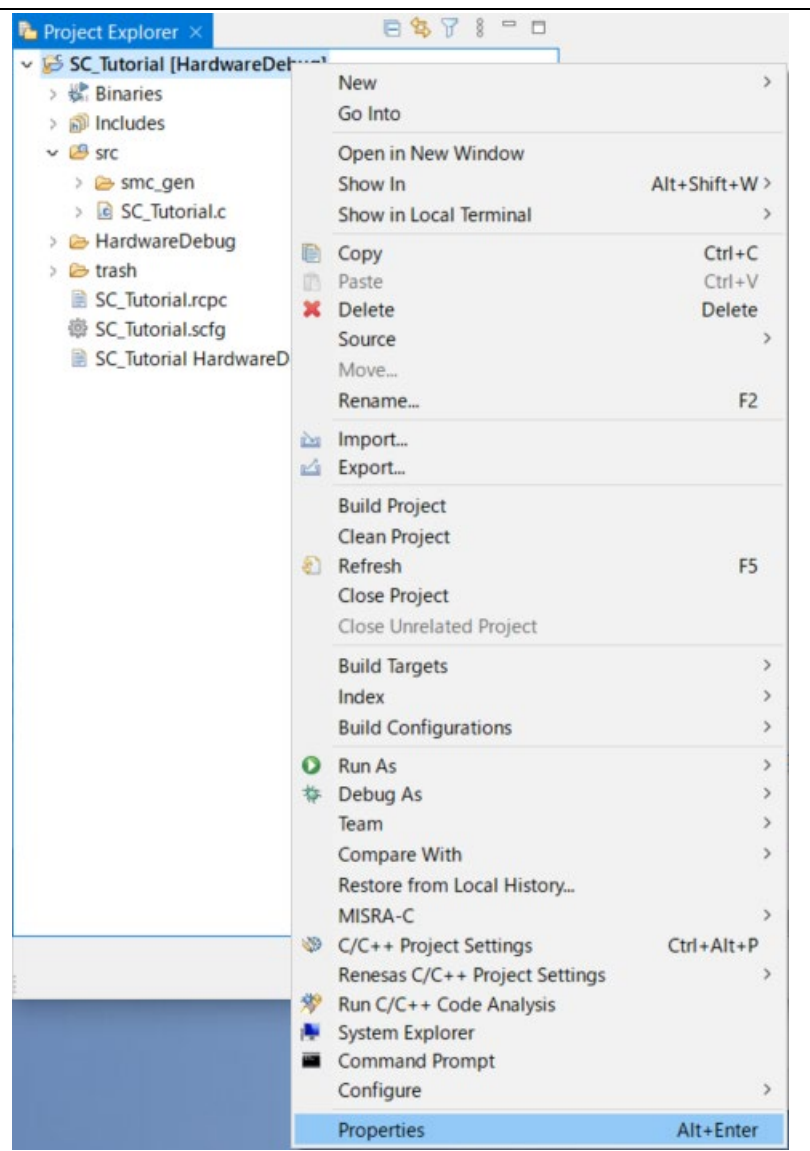 Project Explorer
SC_Tutorial [HardwareDebug]
Binaries
Includes
src
smc_gen
SC_Tutorial.c
HardwareDebug
trash
SC_Tutorial.rcpc
SC_Tutorial.scfg
SC_Tutorial HardwareD
New
Go Into
Open in New Window
Show In Alt+Shift+W
Show in Local Terminal
Copy Ctrl+C
Paste Ctrl+V
Delete Delete
Source
Move...
Rename... F2
Import...
Export...
Build Project
Clean Project
Refresh F5
Close Project
Close Unrelated Project
Build Targets
Index
Build Configurations
Run As
Debug As
Team
Compare With
Restore from Local History...
MISRA-C
C/C++ Project Settings Ctrl+Alt+P
Renesas C/C++ Project Settings
Run C/C++ Code Analysis
System Explorer
Command Prompt
Configure
Properties Alt+Enter